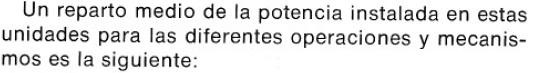 Un reparto medio de la potencia instalada en estas
unidades para las diferentes operaciones y mecanis-
mos es la siguiente: